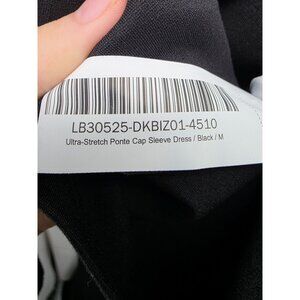 LB30525-DKBIZ01-4510
Ultra-Stretch Ponte Cap Sleeve Dress / Black / M